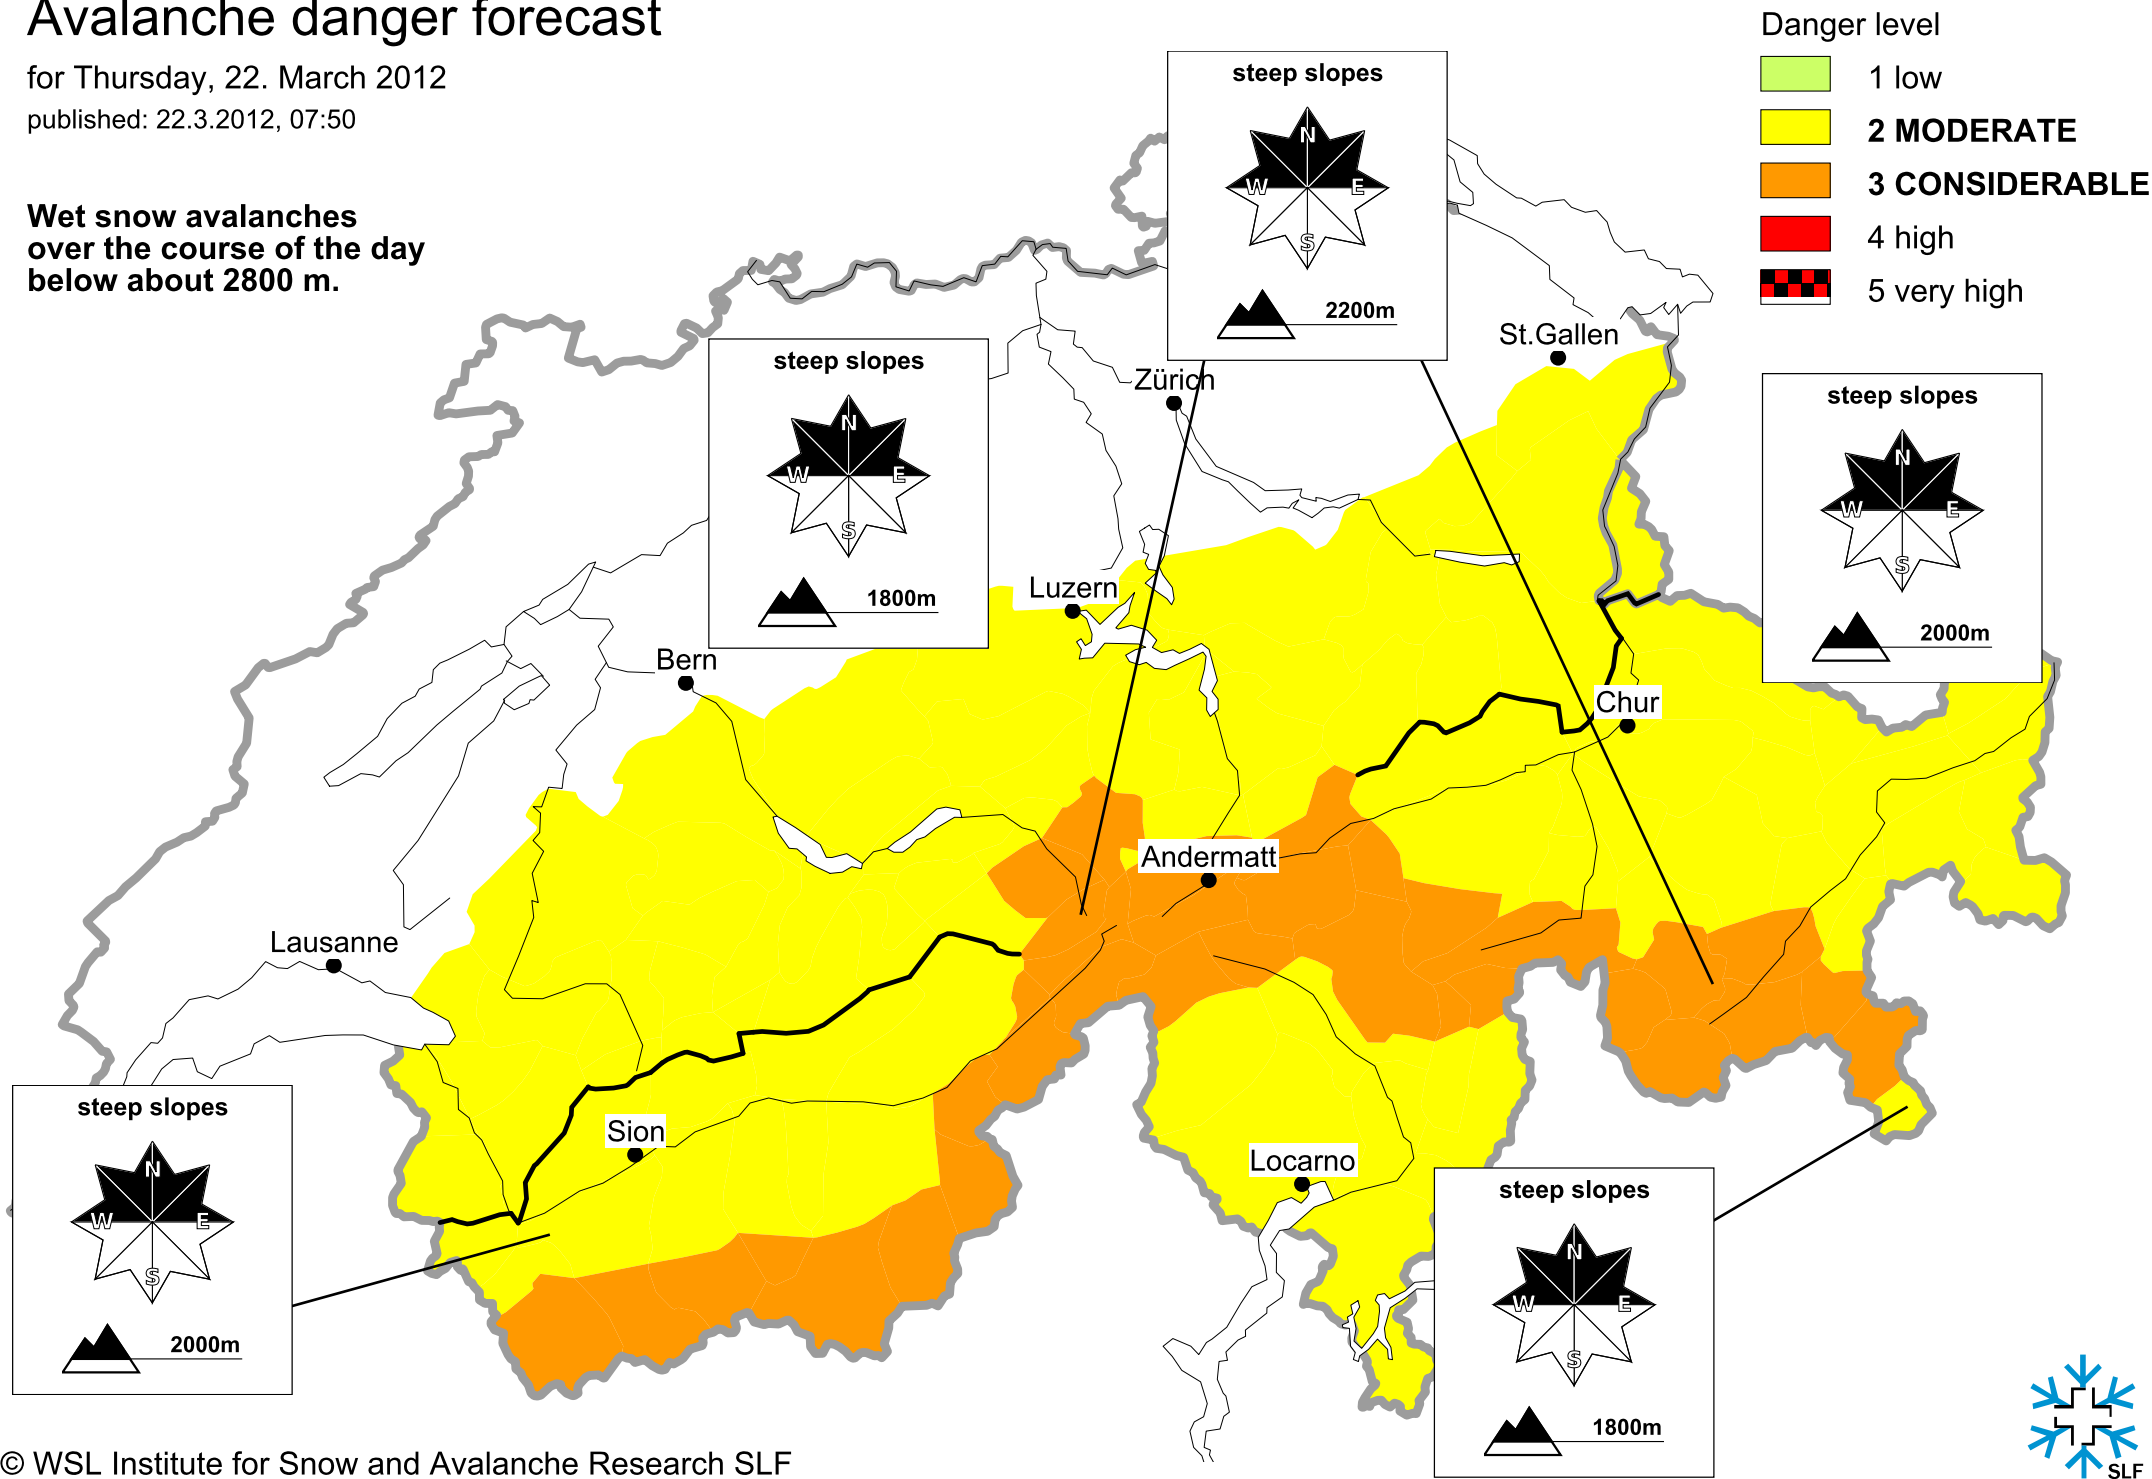 Avalanche danger forecast
for Thursday, 22. March 2012
published: 22.3.2012, 07:50
Wet snow avalanches
over the course of the day
below about 2800 m.
Danger level
1 low
2 MODERATE
3 CONSIDERABLE
4 high
5 very high
steep slopes
N
W E
S
2200m
steep slopes
N
W E
S
1800m
steep slopes
N
W E
S
2000m
St.Gallen
Zürich
Luzern
Bern
Chur
Andermatt
Lausanne
Sion
Locarno
steep slopes
N
W E
S
2000m
steep slopes
N
W E
S
1800m
© WSL Institute for Snow and Avalanche Research SLF
SLF